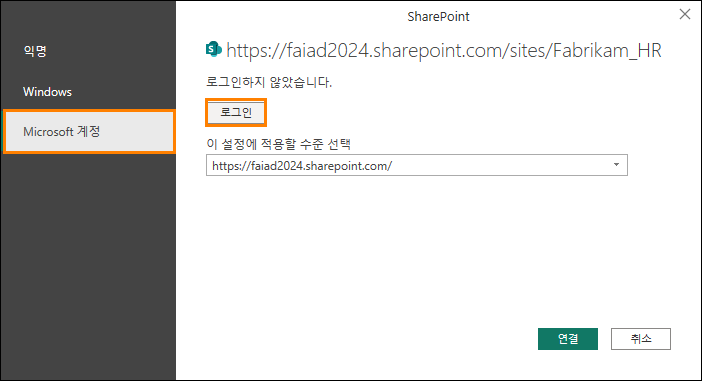 SharePoint
익명
Windows
Microsoft 계정
https://faiad2024.sharepoint.com/sites/Fabrikam_HR
로그인하지 않았습니다.
로그인
이 설정에 적용할 수준 선택
https://faiad2024.sharepoint.com/
연결
취소